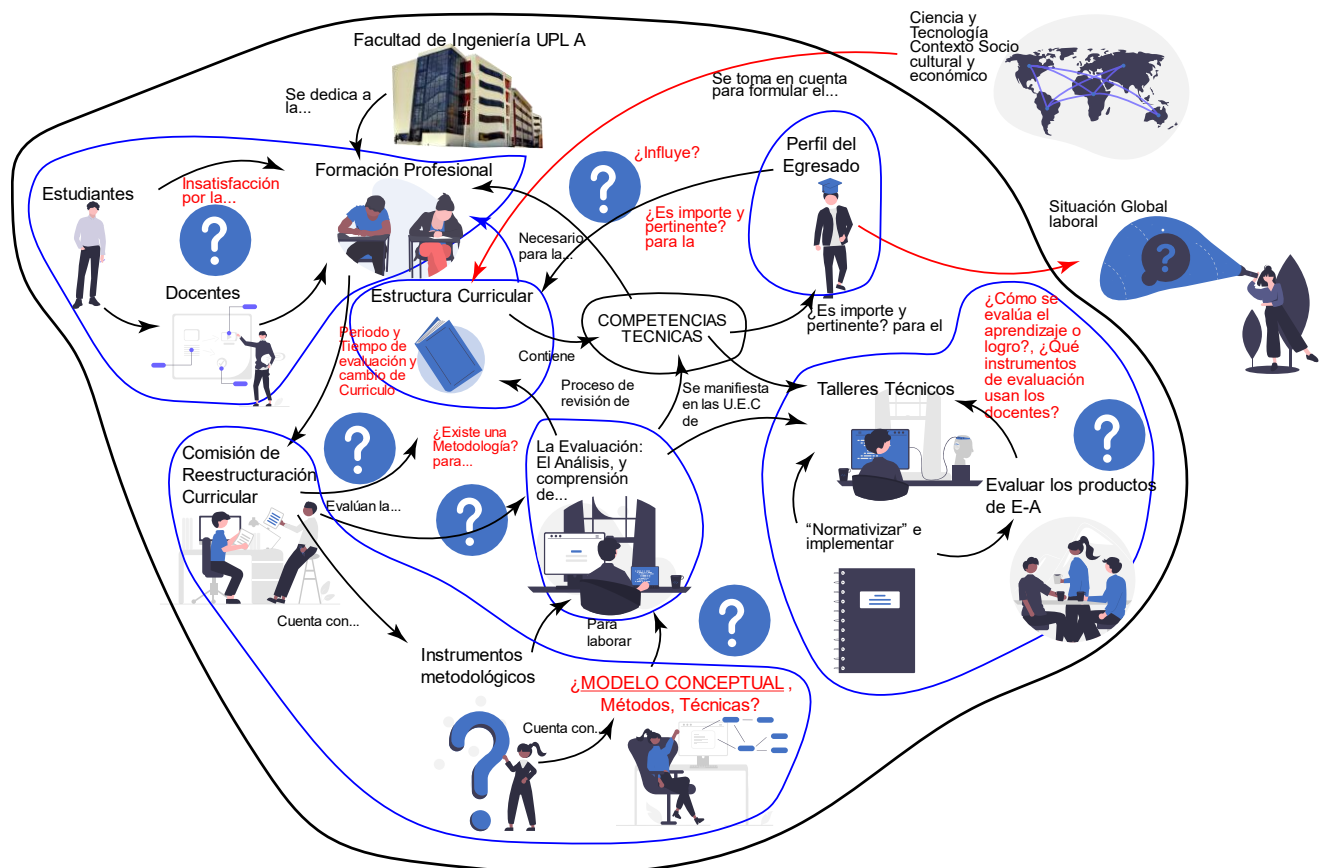 Facultad de Ingeniería UPL A
Ciencia y
Tecnología
Contexto Socio
cultural y
económico
Se toma en cuenta
para formular el...
Se dedica a
la...
Formación Profesional
Estudiantes
Insatisfacción
por la...
Docentes
¿Influye?
Perfil del
Egresado
¿Es importe y
pertinente? para
la
Situación Global
laboral
Necesario
para la...
Estructura Curricular
Periodo y
Tiempo de
evaluación y
cambio de
Curriculo
Contiene
COMPETENCIAS
TECNICAS
¿Es importe y
pertinente? para el
¿Cómo se
evalúa el
aprendizaje o
logro?, ¿Qué
instrumentos
de evaluación
usan los
docentes?
Proceso de
revisión de
Se manifiesta
en las U.E.C
de
Talleres Técnicos
Comisión de
Reestructuración
Curricular
¿Existe una
Metodología?
para...
Evalúan la...
La Evaluación:
El Análisis, y
comprensión
de...
Evaluar los productos
de E-A
“Normativizar” e
implementar
Cuenta con...
Para
laborar
Instrumentos
metodológicos
¿MODELO CONCEPTUAL ,
Métodos, Técnicas?
Cuenta con...